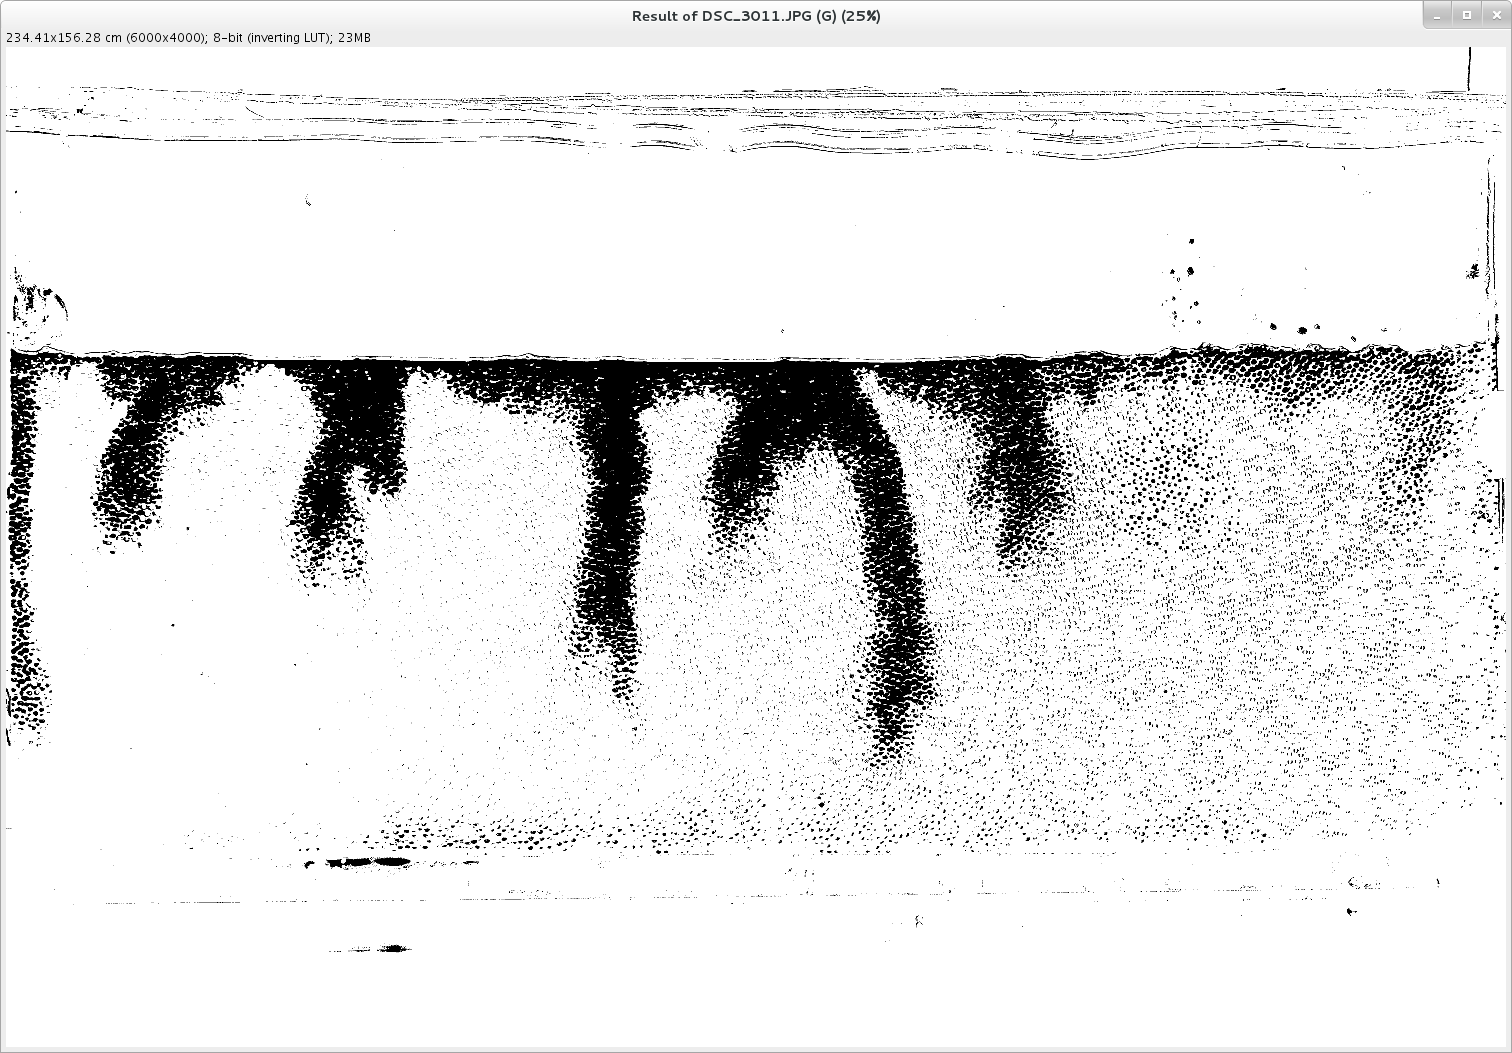 Result of DSC_3011.JPG (G) (25%)
234.41x156.28 cm (6000x4000); 8-bit (inverting LUT); 23MB